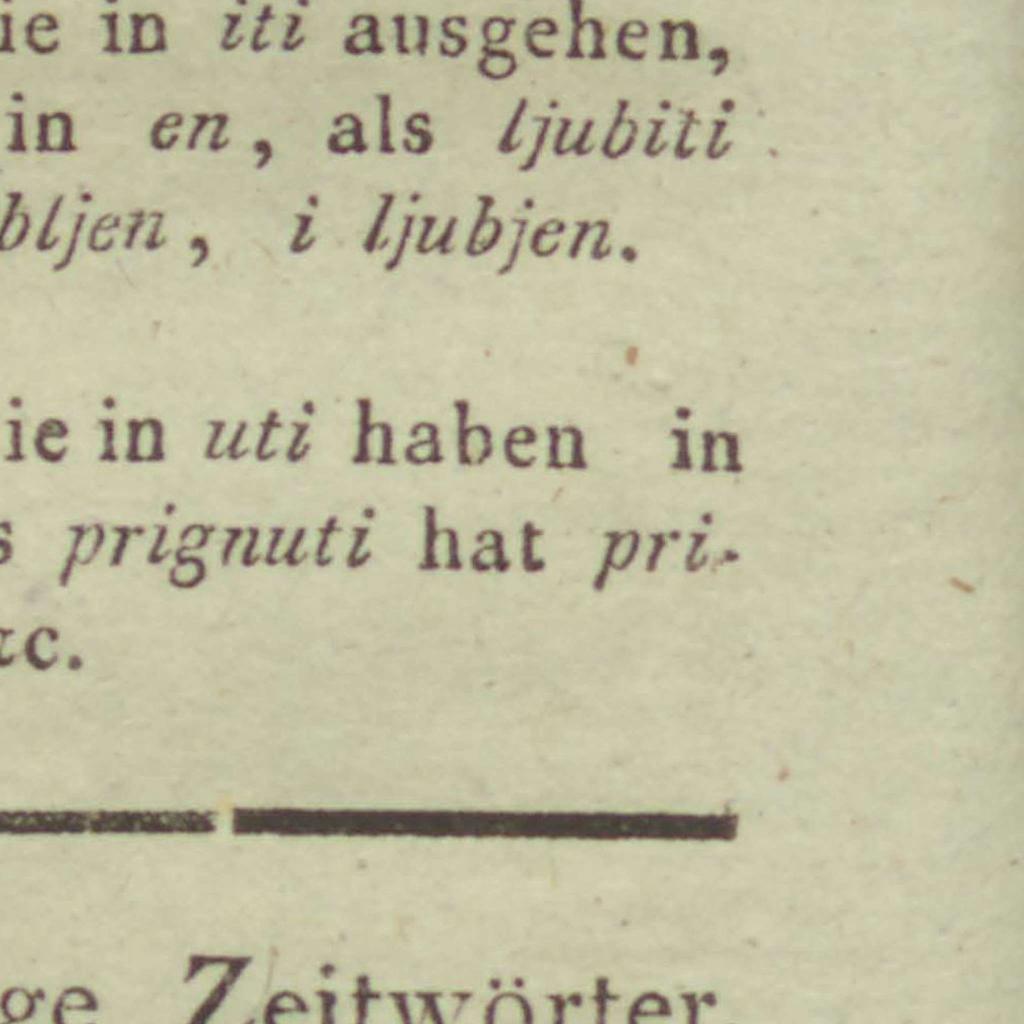 ie in iti ausgehen,
in en, als ljubiti
bljen, i ljubjen.
ie in uti haben in
s prignuti hat pri-
&c.
ge Zeitwörter